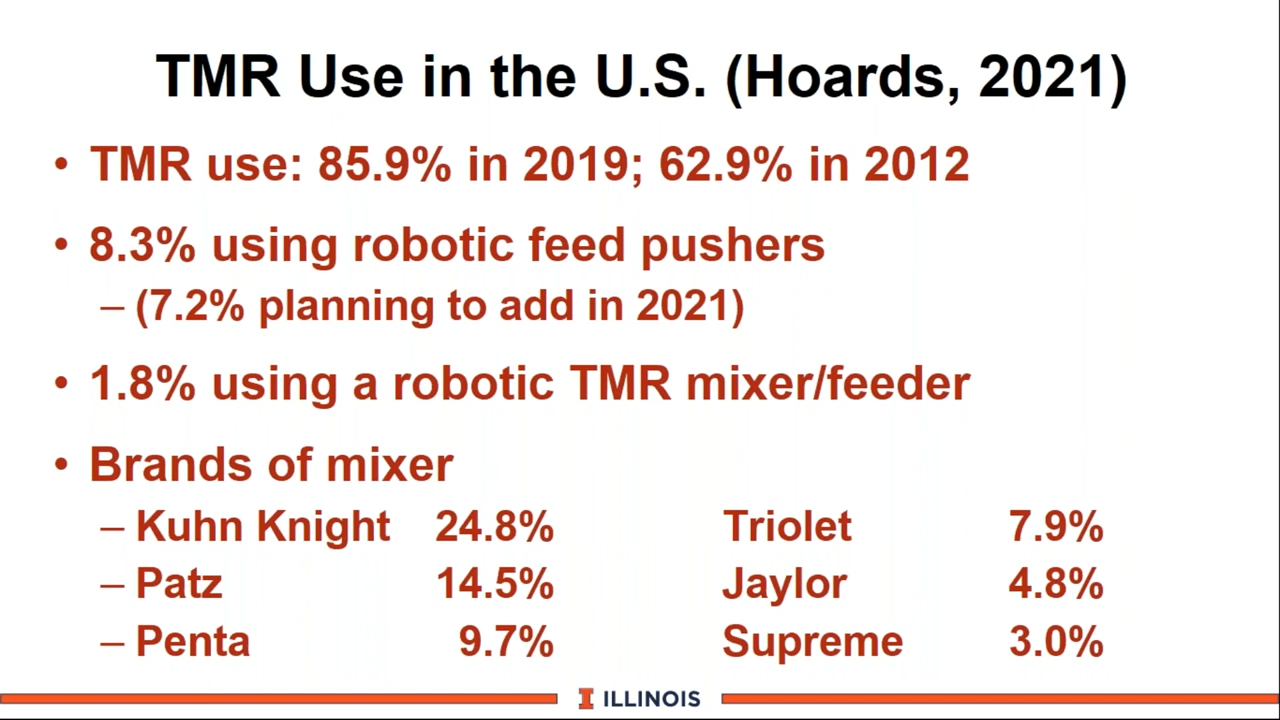 TMR Use in the U.S. (Hoards, 2021)
• TMR use: 85.9% in 2019; 62.9% in 2012
• 8.3% using robotic feed pushers
– (7.2% planning to add in 2021)
• 1.8% using a robotic TMR mixer/feeder
• Brands of mixer
– Kuhn Knight 24.8% Triolet 7.9%
– Patz 14.5% Jaylor 4.8%
– Penta 9.7% Supreme 3.0%
I ILLINOIS